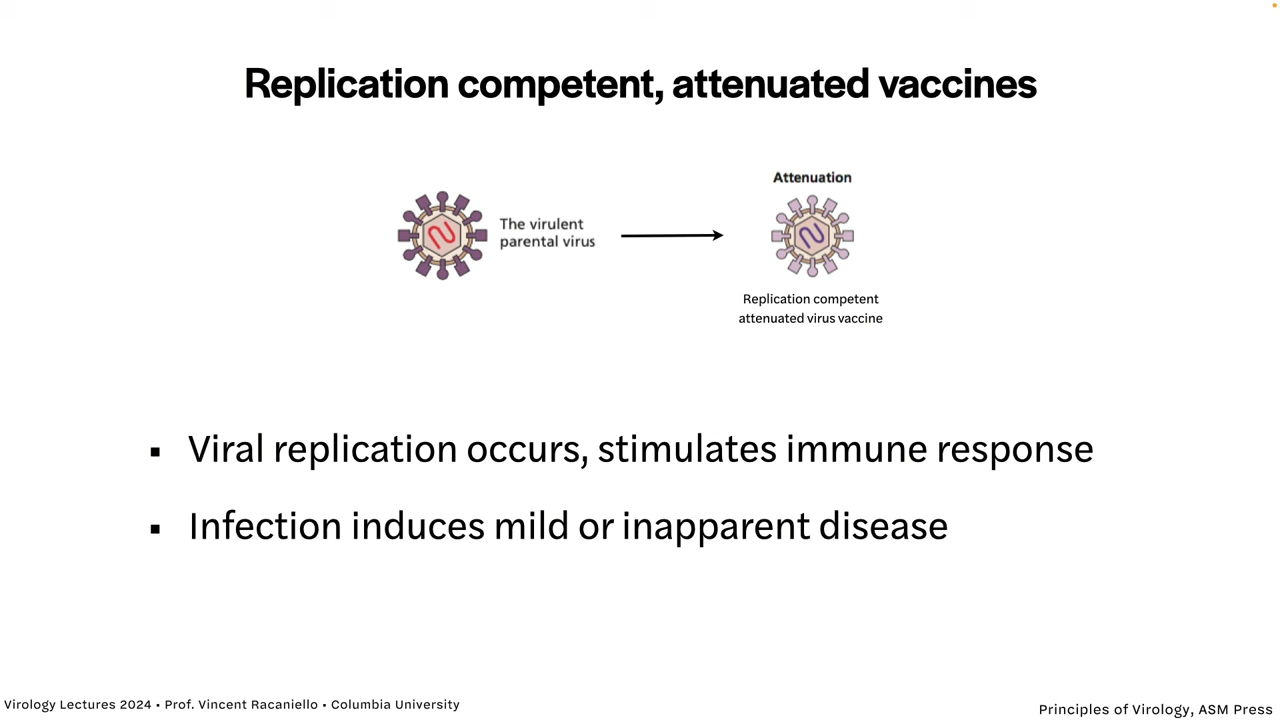 Replication competent, attenuated vaccines
Attenuation
The virulent
parental virus
Replication competent
attenuated virus vaccine
▪ Viral replication occurs, stimulates immune response
▪ Infection induces mild or inapparent disease
Virology Lectures 2024 • Prof. Vincent Racaniello • Columbia University
Principles of Virology, ASM Press